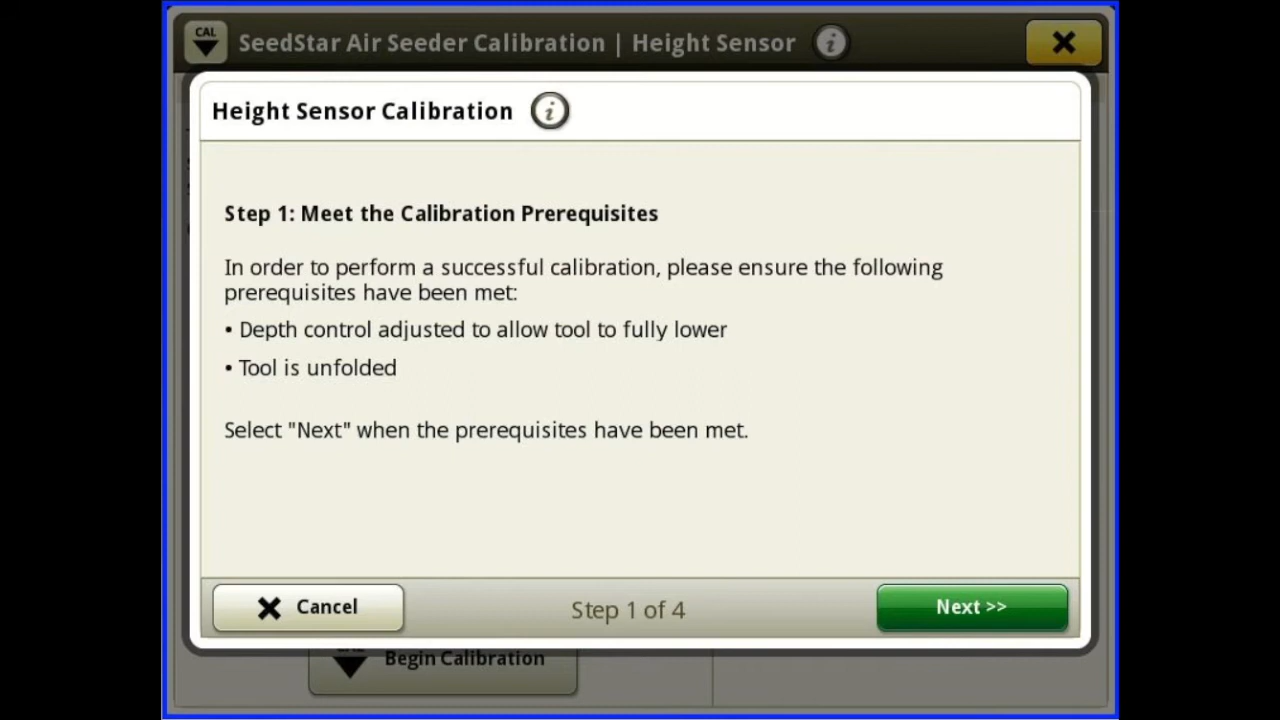 CAL
SeedStar Air Seeder Calibration | Height Sensor
Height Sensor Calibration
Step 1: Meet the Calibration Prerequisites
In order to perform a successful calibration, please ensure the following
prerequisites have been met:
• Depth control adjusted to allow tool to fully lower
• Tool is unfolded
Select "Next" when the prerequisites have been met.
Cancel
Step 1 of 4
Next >>
Begin Calibration